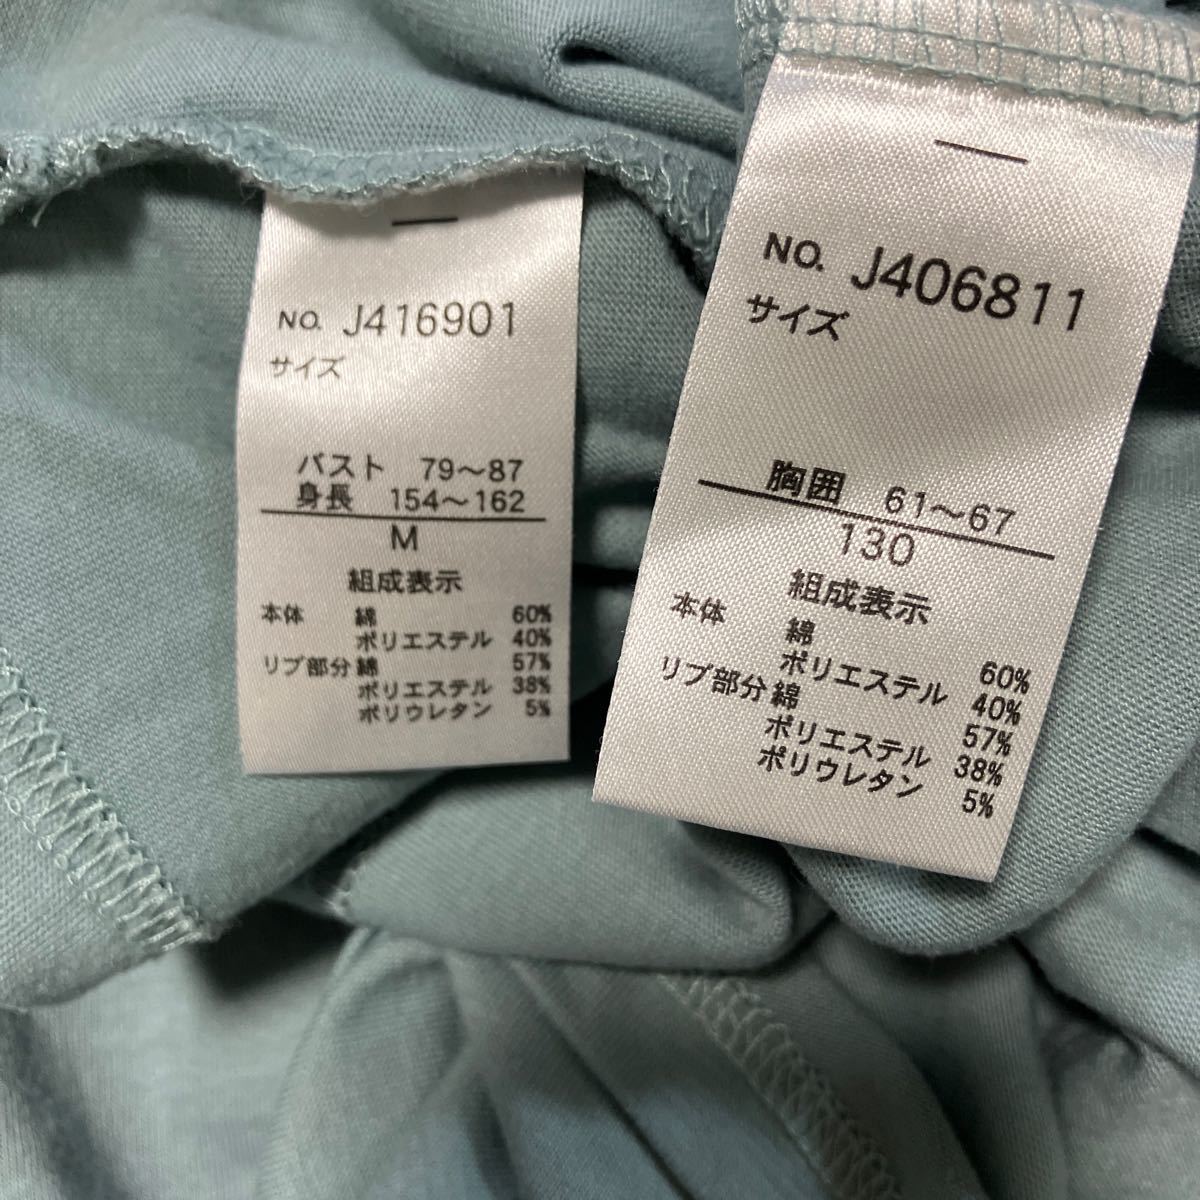 NO. J416901
サイズ
バスト 79～87
身長 154～162
M
組成表示
本体 綿 60%
ポリエステル 40%
リブ部分 綿 57%
ポリエステル 38%
ポリウレタン 5%
NO. J406811
サイズ
胸囲 61～67
130
組成表示
本体 綿 60%
ポリエステル 40%
リブ部分 綿 57%
ポリエステル 38%
ポリウレタン 5%